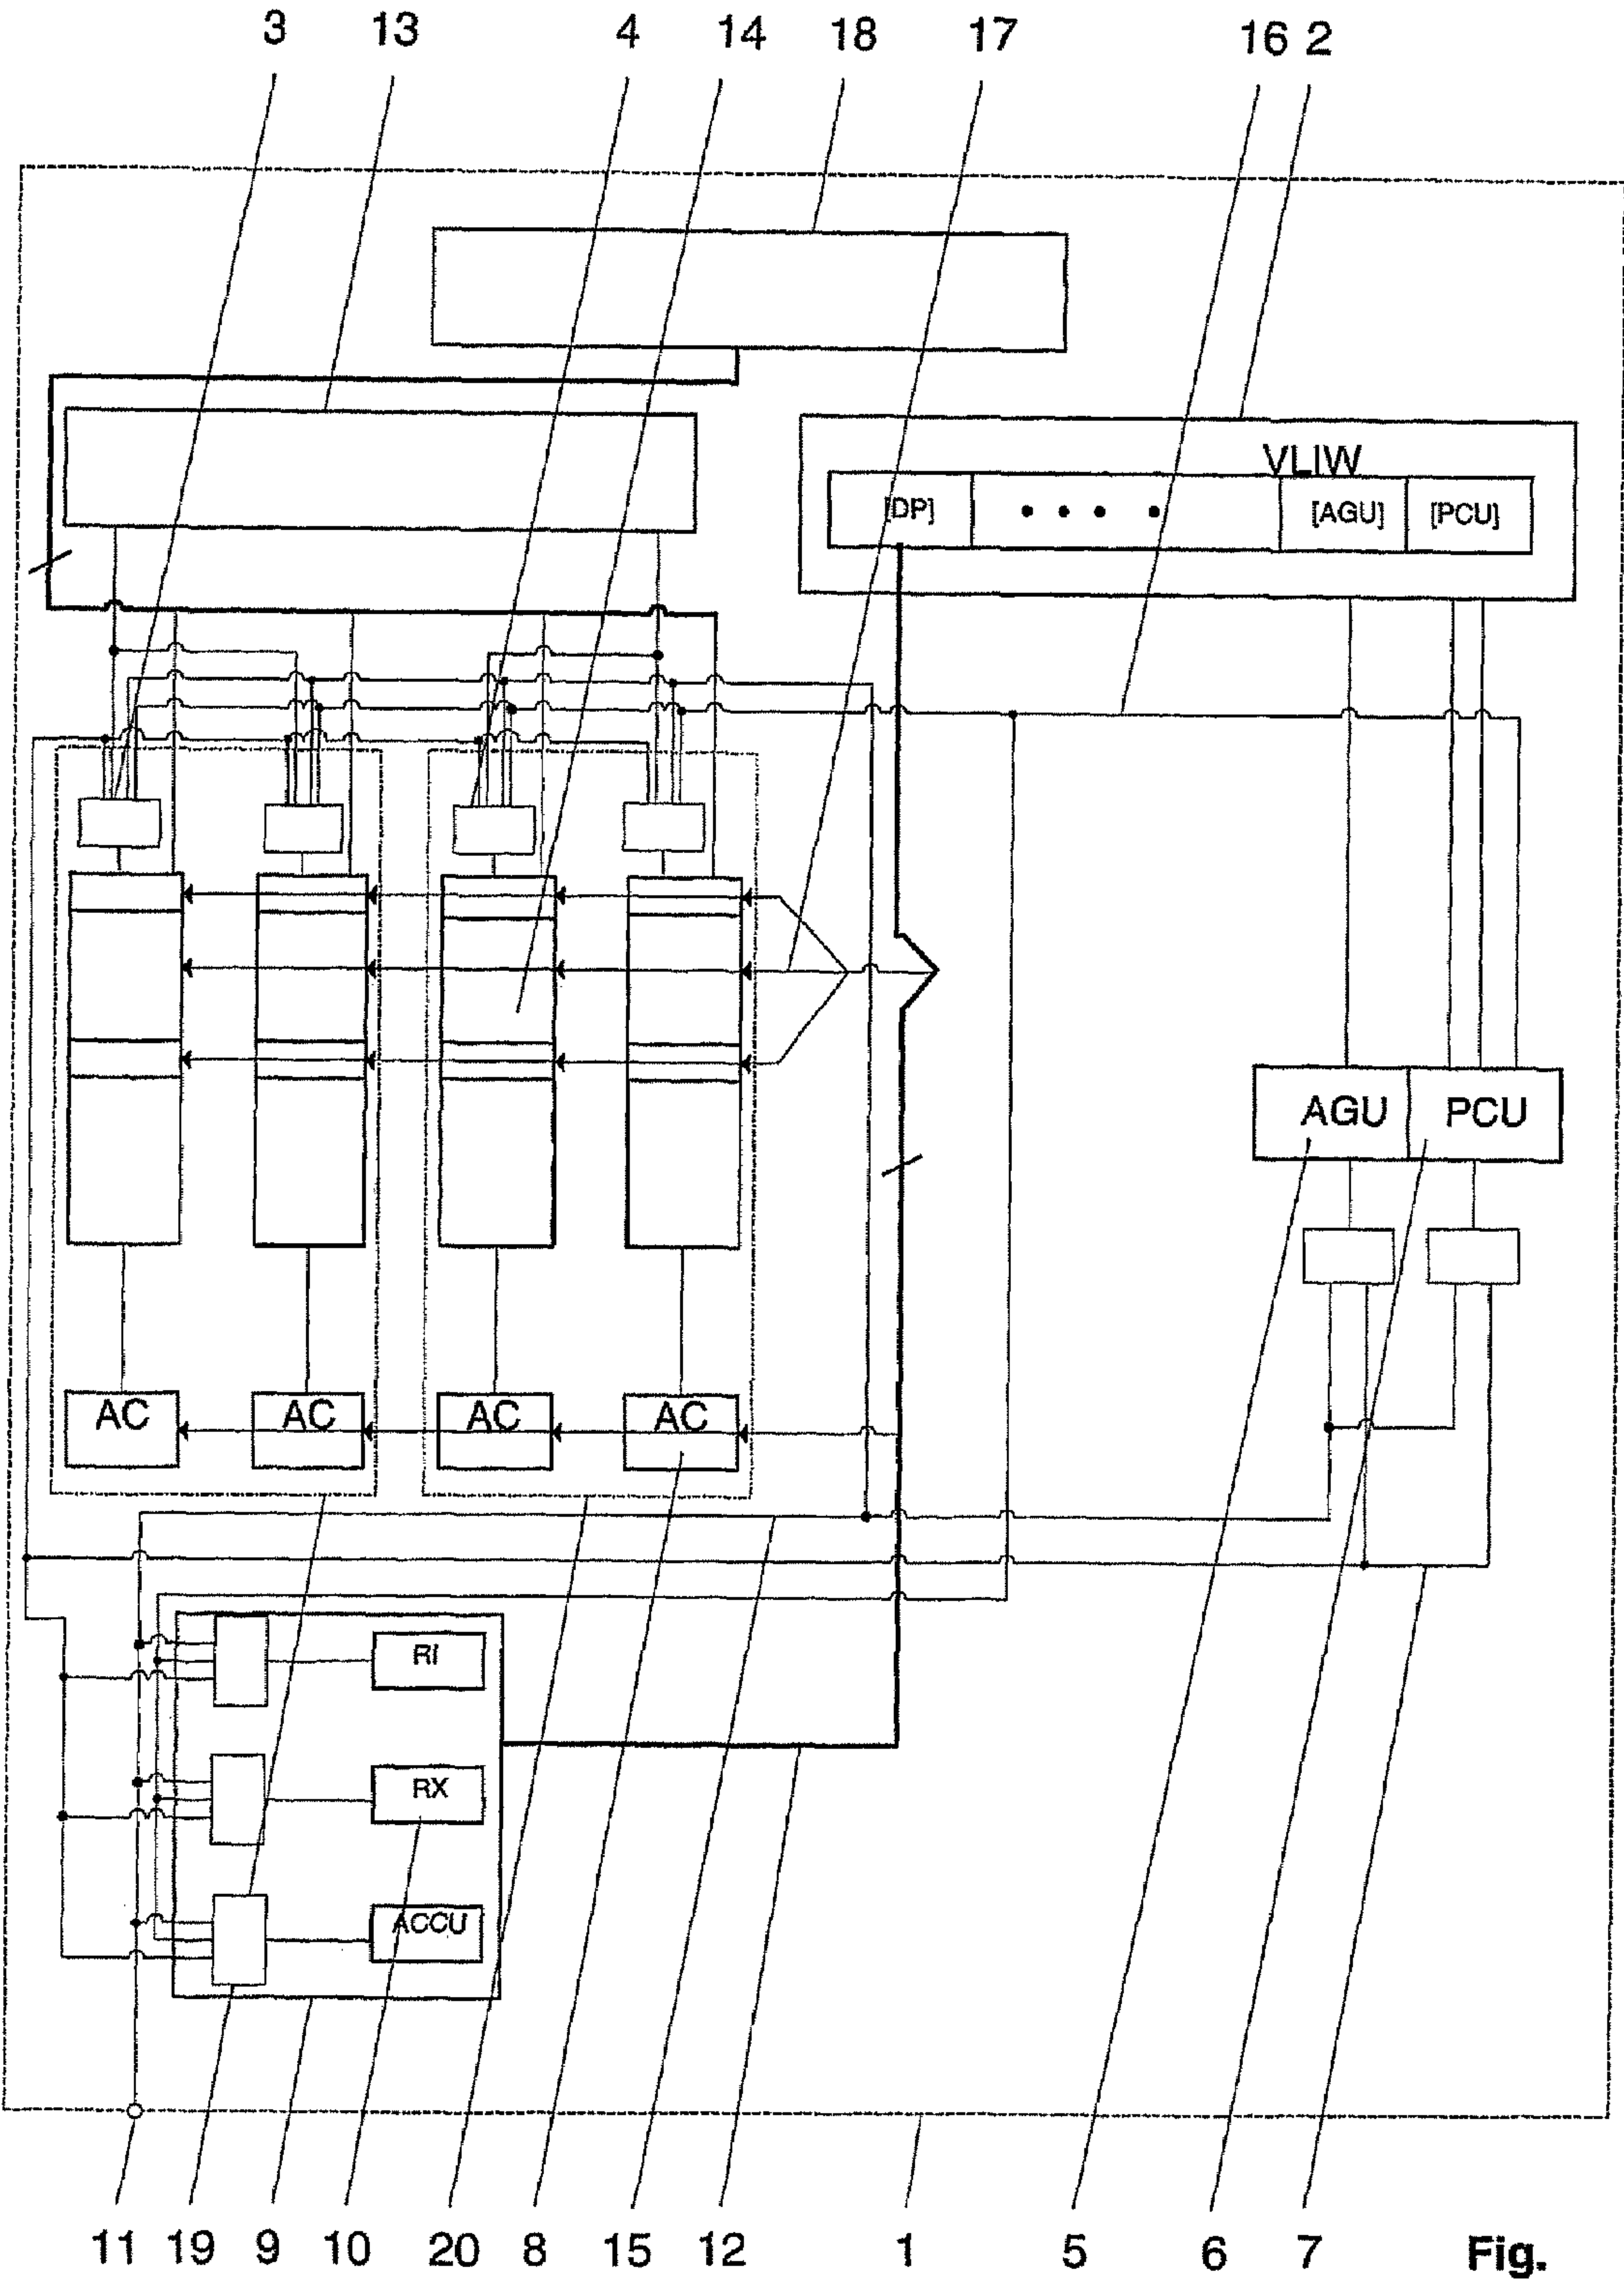 3 13 4 14 18 17 16 2
VLIW
[DP] • • • • [AGU] [PCU]
AGU PCU
AC AC AC AC
RI
RX
ACCU
11 19 9 10 20 8 15 12 1 5 6 7 Fig.